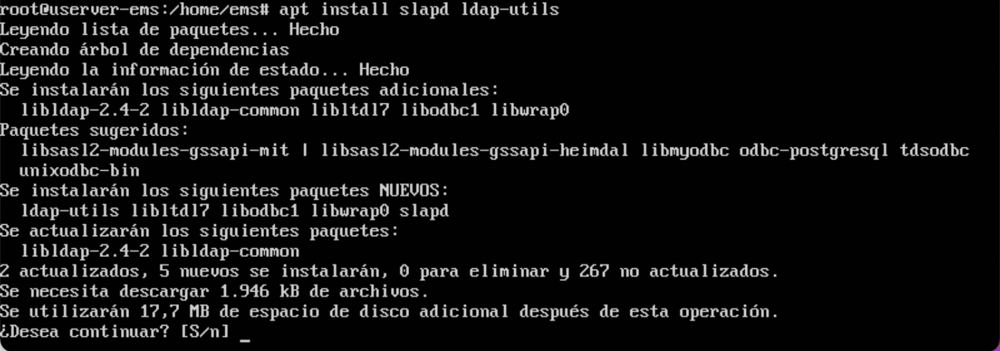 root@userver-ems:/home/ems# apt install slapd ldap-utils
Leyendo lista de paquetes... Hecho
Creando árbol de dependencias
Leyendo la información de estado... Hecho
Se instalarán los siguientes paquetes adicionales:
libldap-2.4-2 libldap-common libltdl7 libodbc1 libwrap0
Paquetes sugeridos:
libsasl2-modules-gssapi-mit | libsasl2-modules-gssapi-heimdal libmyodbc odbc-postgresql tdsodbc
unixodbc-bin
Se instalarán los siguientes paquetes NUEVOS:
ldap-utils libltdl7 libodbc1 libwrap0 slapd
Se actualizarán los siguientes paquetes:
libldap-2.4-2 libldap-common
2 actualizados, 5 nuevos se instalarán, 0 para eliminar y 267 no actualizados.
Se necesita descargar 1.946 kB de archivos.
Se utilizarán 17,7 MB de espacio de disco adicional después de esta operación.
¿Desea continuar? [S/n] _